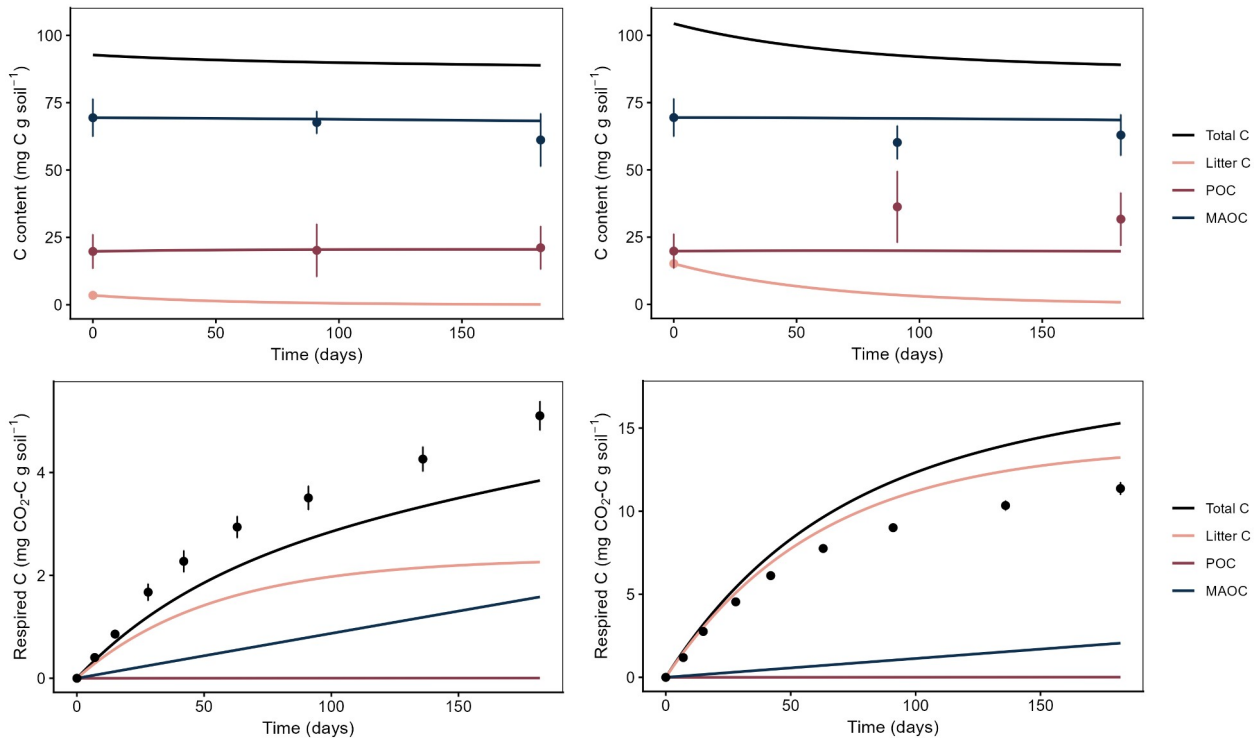 C content (mg C g soil⁻¹)
100
75
50
25
0
0 50 100 150
Time (days)
C content (mg C g soil⁻¹)
100
75
50
25
0
0 50 100 150
Time (days)
Total C
Litter C
POC
MAOC
Respired C (mg CO₂-C g soil⁻¹)
4
2
0
0 50 100 150
Time (days)
Respired C (mg CO₂-C g soil⁻¹)
15
10
5
0
0 50 100 150
Time (days)
Total C
Litter C
POC
MAOC